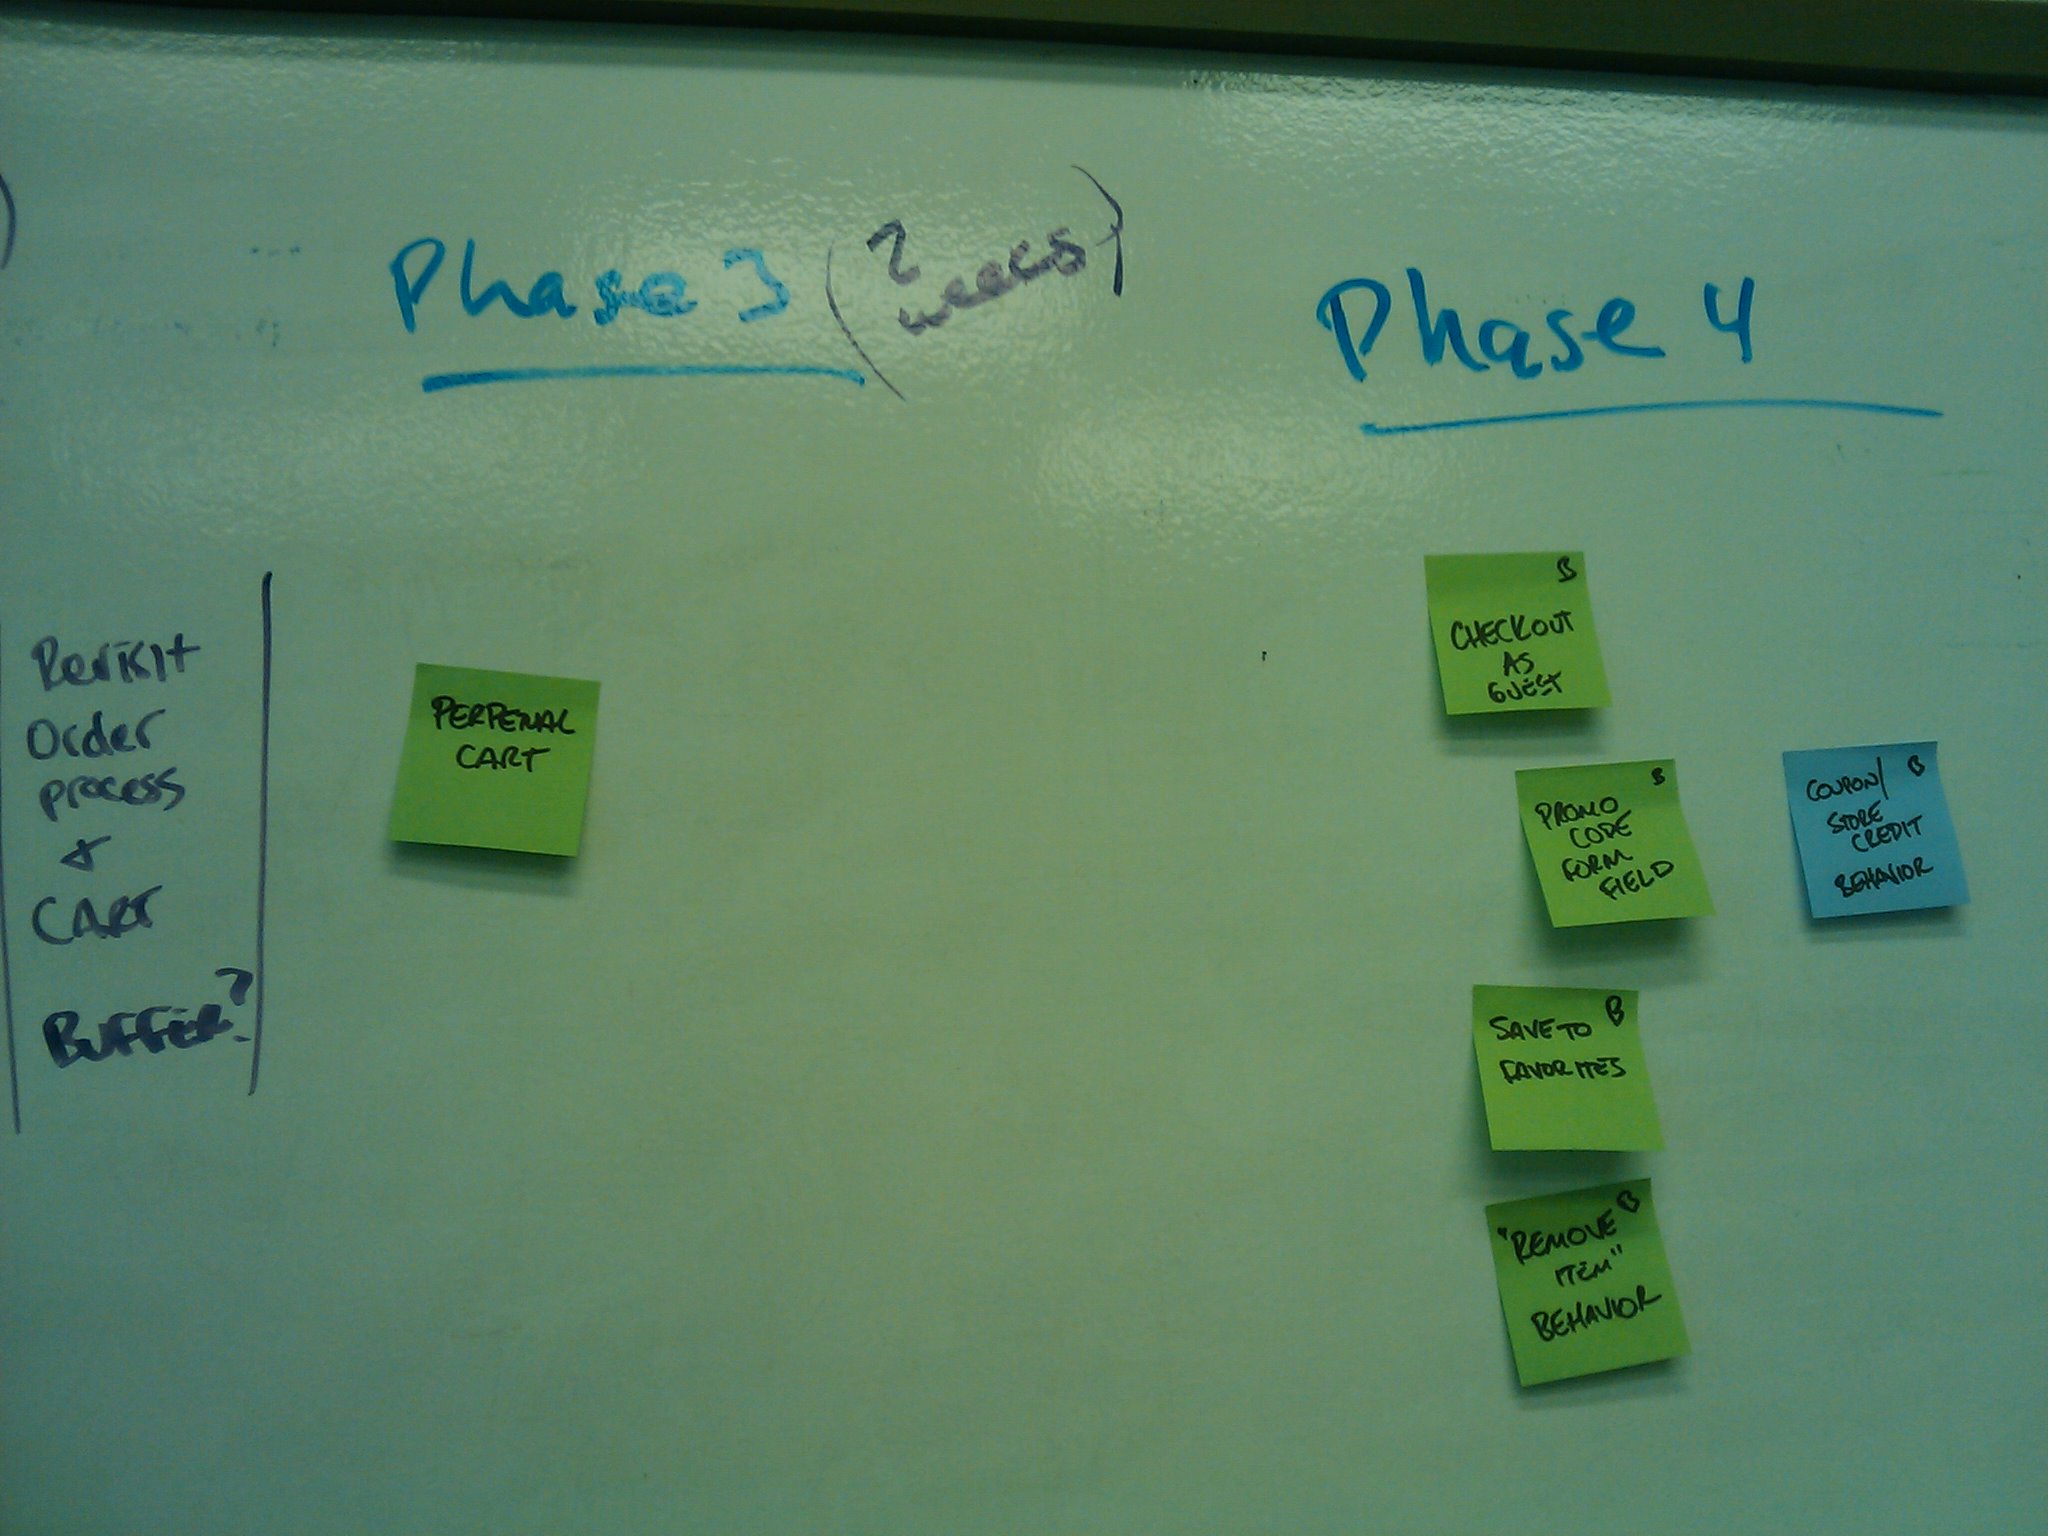 Phase 3 (2
weeks)
Phase 4
Revisit
Order
process
&
CART
BUFFER?
CART
B
CHECKOUT
AS
GUEST
B
PROMO
CODE
FORM
FIELD
COUPON/ B
STORE
CREDIT
BEHAVIOR
SAVE TO B
FAVORITES
"REMOVE B
ITEM"
BEHAVIOR